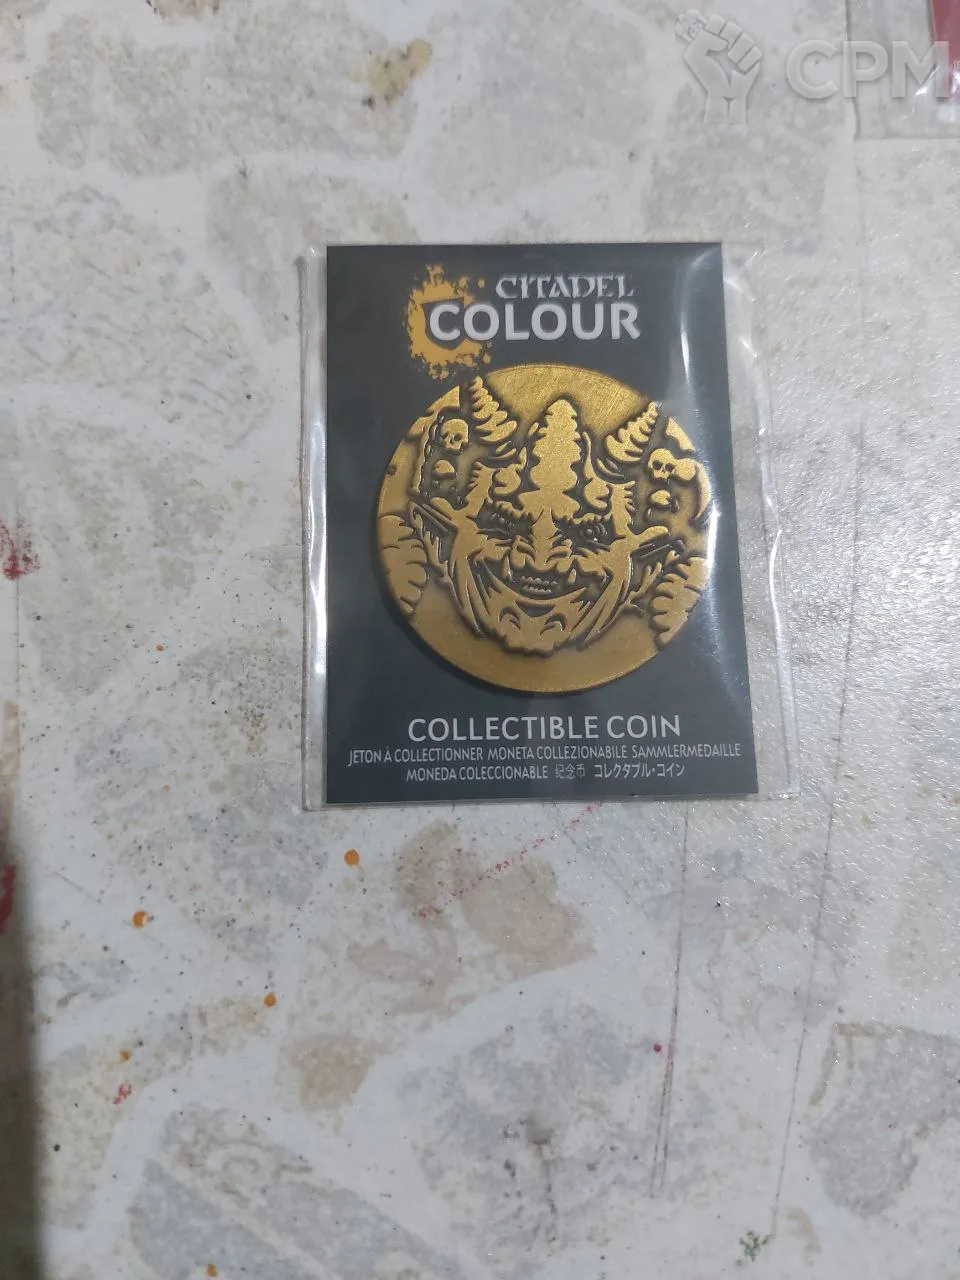 CPM
CITADEL
COLOUR
COLLECTIBLE COIN
JETON À COLLECTIONNER MONETA COLLEZIONABILE SAMMLERMEDAILLE
MONEDA COLECCIONABLE 纪念币 コレクタブル・コイン